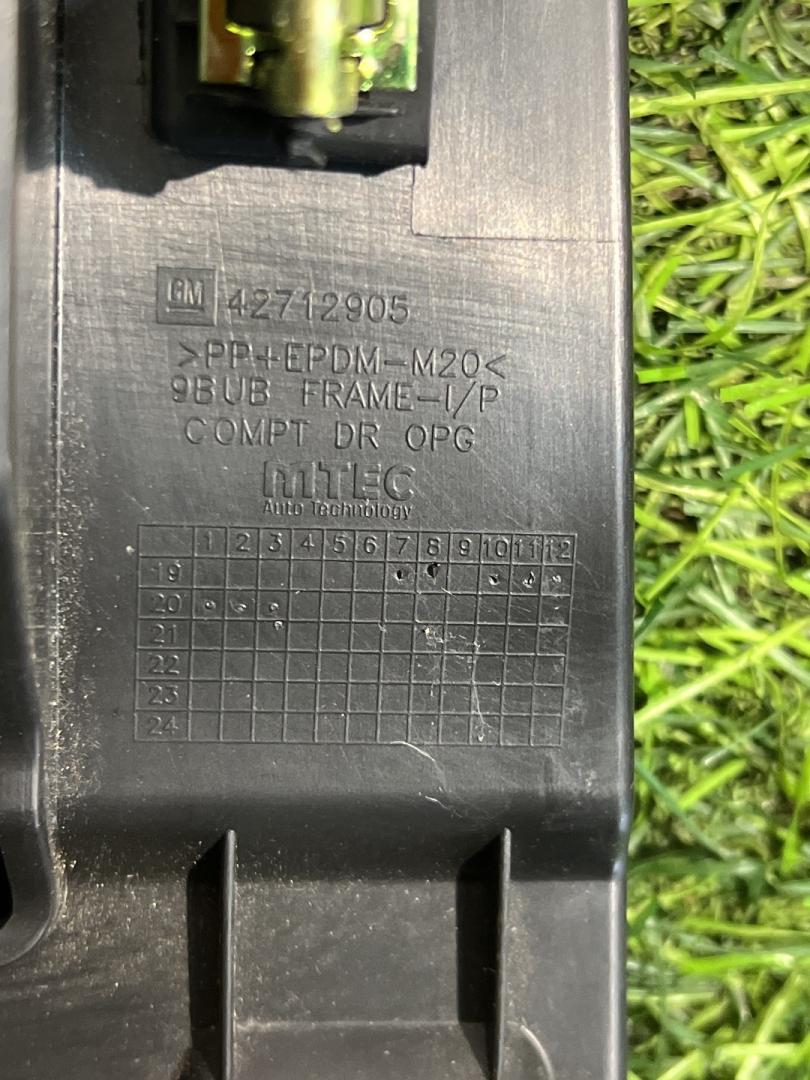 GM 42712905
>PP+EPDM-M20<
9BUB FRAME-I/P
COMPT DR OPG
mTEC
Auto Technology
1 2 3 4 5 6 7 8 9 10 11 12
19
20
21
22
23
24